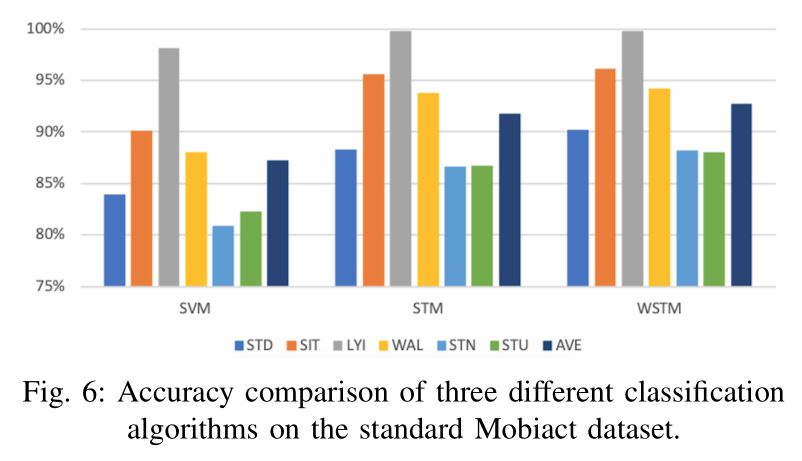 100%
95%
90%
85%
80%
75%
SVM STM WSTM
STD SIT LYI WAL STN STU AVE
Fig. 6: Accuracy comparison of three different classification
algorithms on the standard Mobiact dataset.